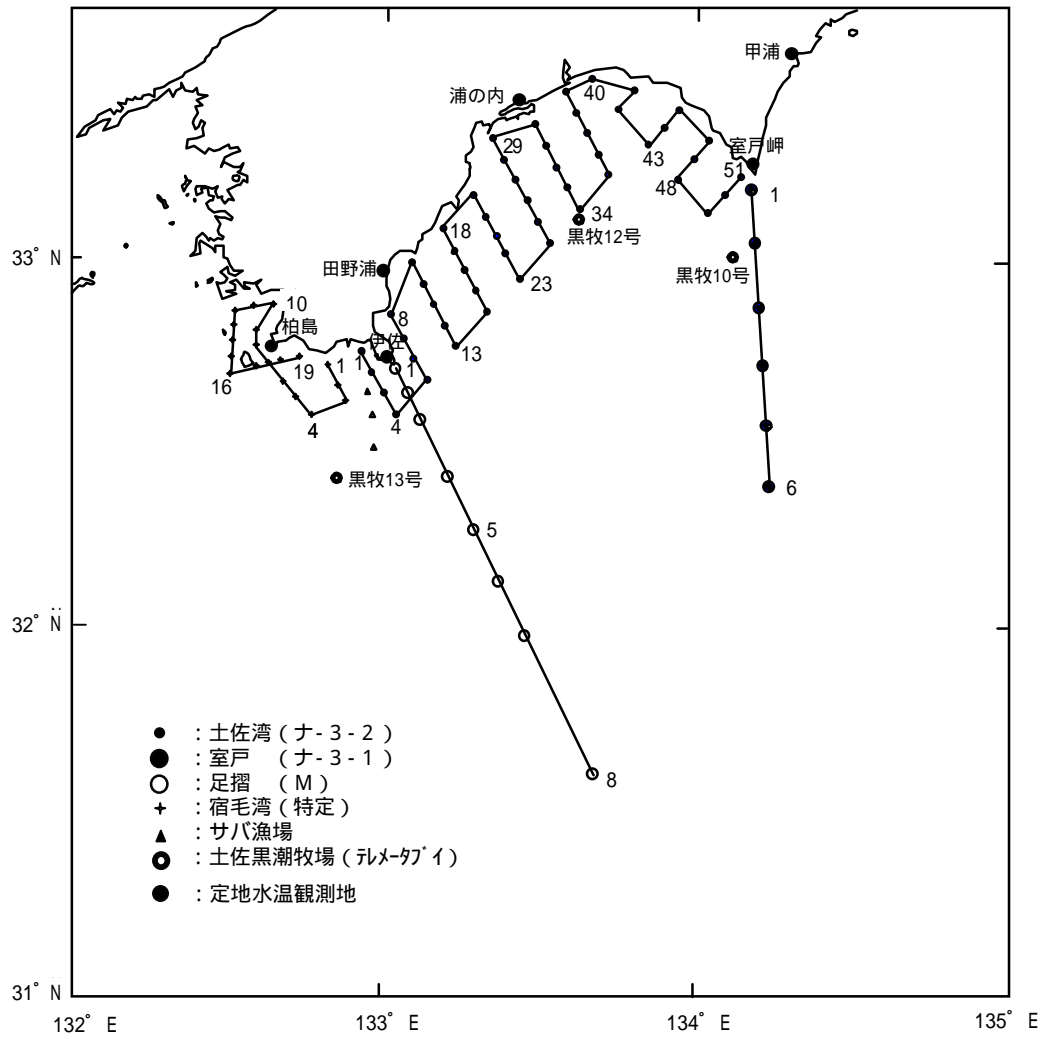 甲浦
浦の内
40
29
43
室戸岬
51
48
1
34
黒牧12号
18
33° N
田野浦
黒牧10号
23
10
8
柏島
伊佐
13
16
19
1
1
1
4
4
黒牧13号
6
5
32° N
: 土佐湾 ( ナ- 3 - 2 )
: 室戸 ( ナ- 3 - 1 )
8
: 足摺 ( M )
: 宿毛湾 ( 特定 )
: サバ漁場
: 土佐黒潮牧場 ( テレメータブイ )
: 定地水温観測地
31° N
132° E
133° E
134° E
135° E